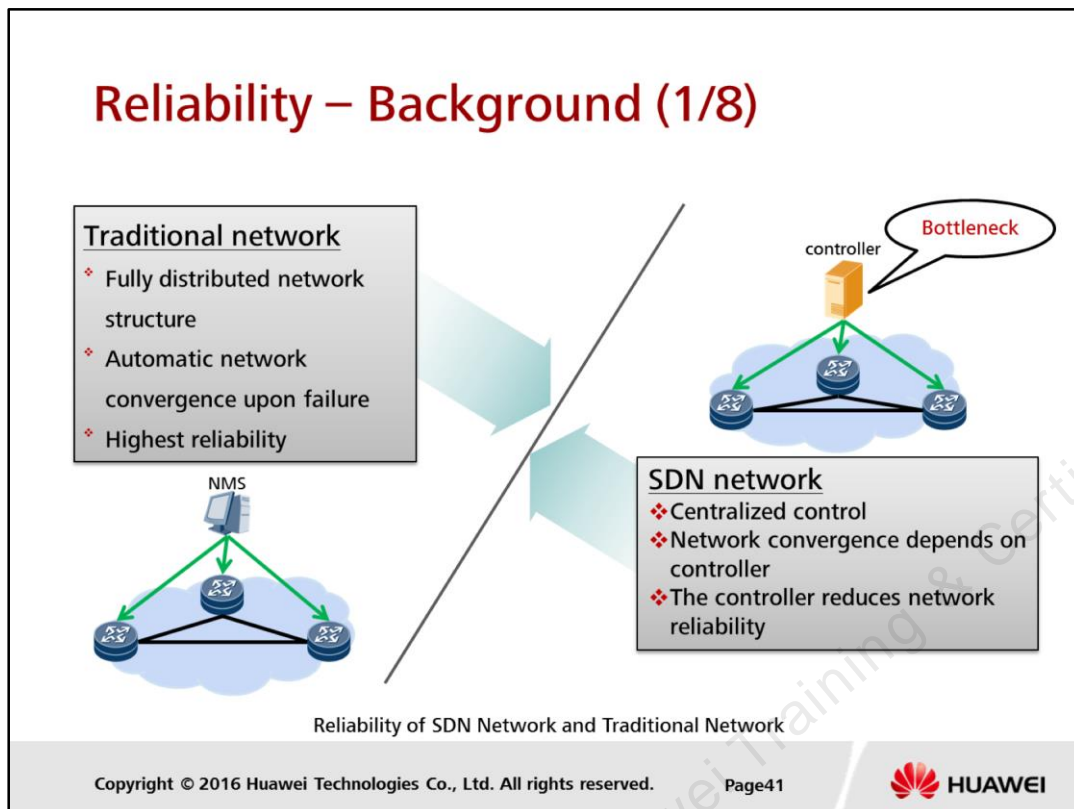 Reliability – Background (1/8)
Traditional network
Fully distributed network
structure
Automatic network
convergence upon failure
Highest reliability
NMS
Bottleneck
controller
SDN network
Centralized control
Network convergence depends on
controller
The controller reduces network
reliability
Reliability of SDN Network and Traditional Network
Copyright © 2016 Huawei Technologies Co., Ltd. All rights reserved.
Page41
HUAWEI
Training &